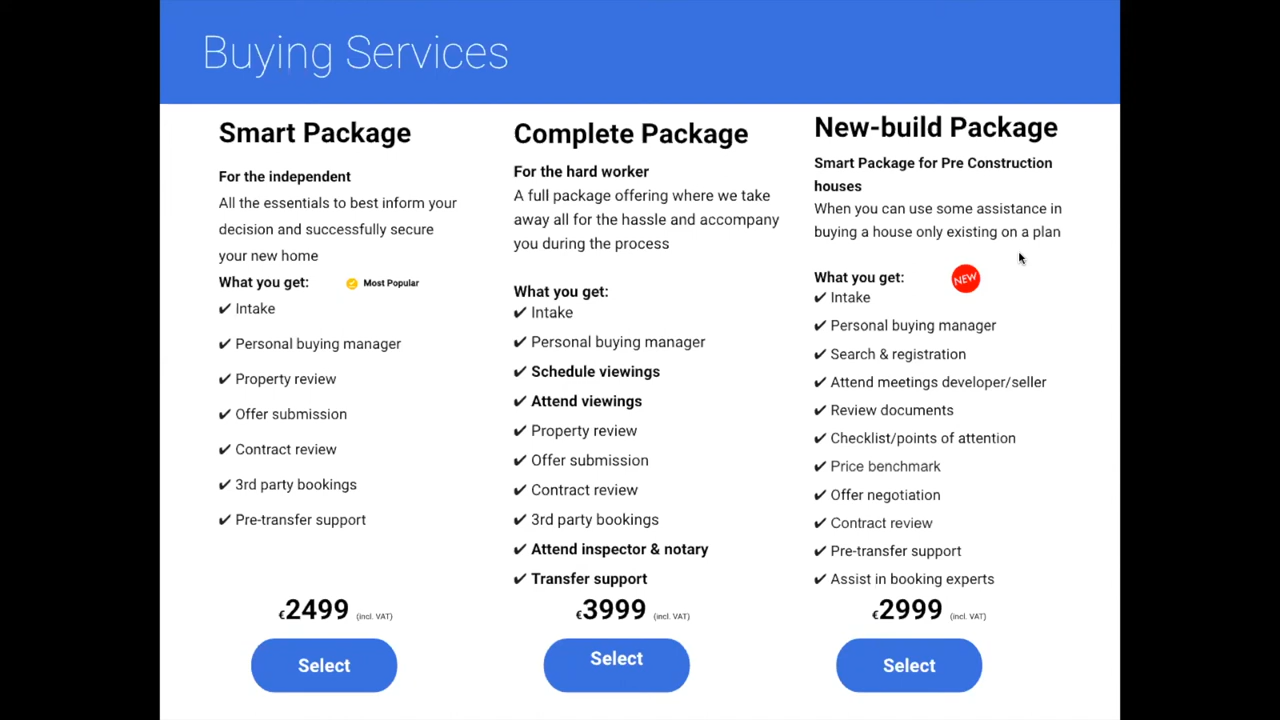 Buying Services
Smart Package
For the independent
All the essentials to best inform your
decision and successfully secure
your new home
What you get:
Most Popular
✔ Intake
✔ Personal buying manager
✔ Property review
✔ Offer submission
✔ Contract review
✔ 3rd party bookings
✔ Pre-transfer support
€2499 (incl. VAT)
Select
Complete Package
For the hard worker
A full package offering where we take
away all for the hassle and accompany
you during the process
What you get:
✔ Intake
✔ Personal buying manager
✔ Schedule viewings
✔ Attend viewings
✔ Property review
✔ Offer submission
✔ Contract review
✔ 3rd party bookings
✔ Attend inspector & notary
✔ Transfer support
€3999 (incl. VAT)
Select
New-build Package
Smart Package for Pre Construction
houses
When you can use some assistance in
buying a house only existing on a plan
What you get:
NEW
✔ Intake
✔ Personal buying manager
✔ Search & registration
✔ Attend meetings developer/seller
✔ Review documents
✔ Checklist/points of attention
✔ Price benchmark
✔ Offer negotiation
✔ Contract review
✔ Pre-transfer support
✔ Assist in booking experts
€2999 (incl. VAT)
Select